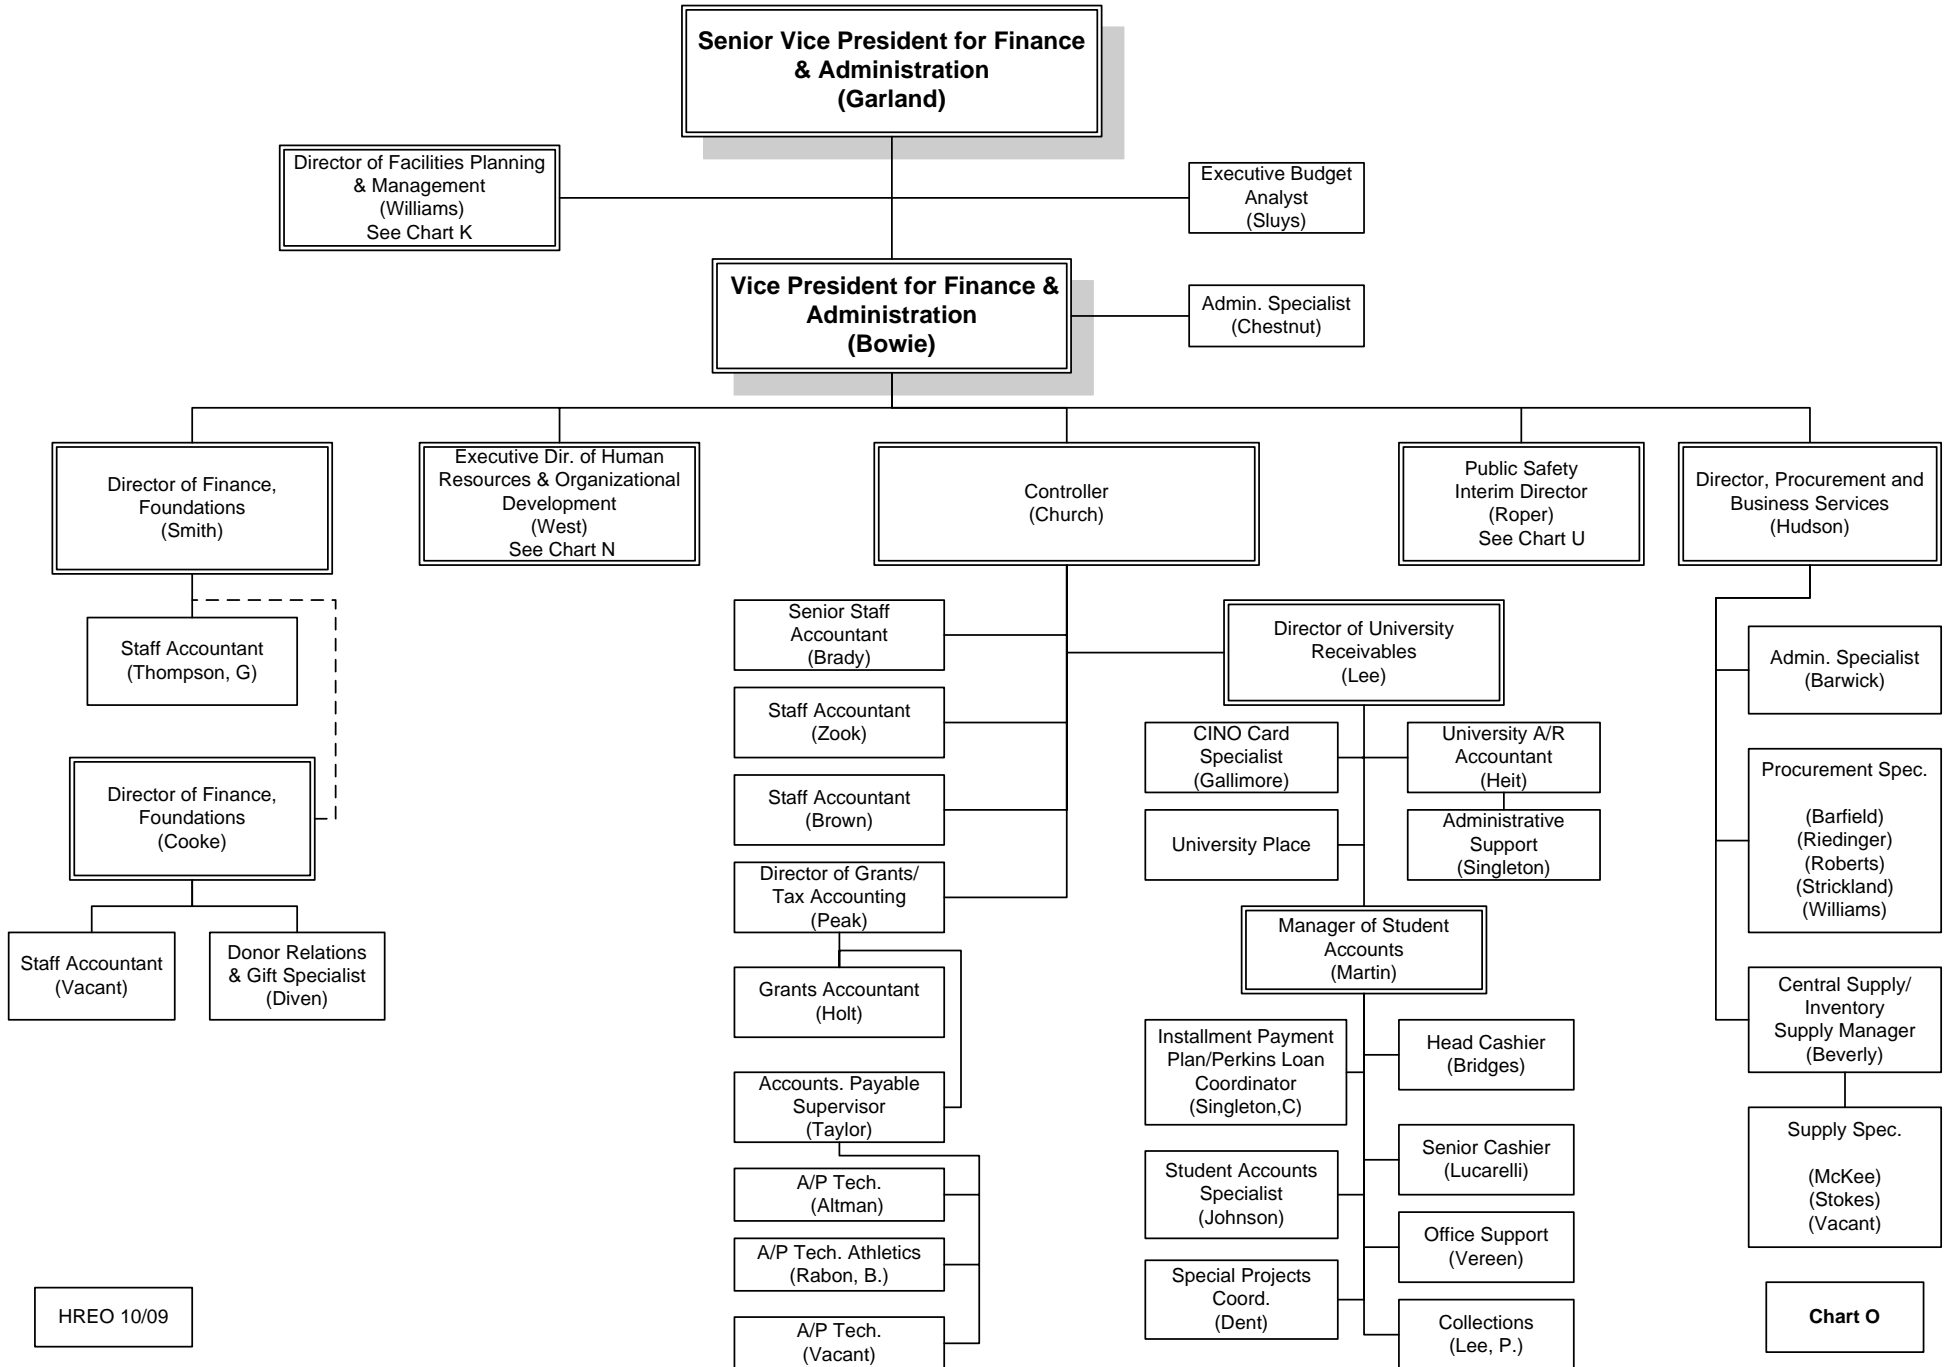 Senior Vice President for Finance
& Administration
(Garland)
Director of Facilities Planning
& Management
(Williams)
See Chart K
Executive Budget
Analyst
(Sluys)
Vice President for Finance &
Administration
(Bowie)
Admin. Specialist
(Chestnut)
Director of Finance,
Foundations
(Smith)
Executive Dir. of Human
Resources & Organizational
Development
(West)
See Chart N
Controller
(Church)
Public Safety
Interim Director
(Roper)
See Chart U
Director, Procurement and
Business Services
(Hudson)
Staff Accountant
(Thompson, G)
Director of Finance,
Foundations
(Cooke)
Staff Accountant
(Vacant)
Donor Relations
& Gift Specialist
(Diven)
Senior Staff
Accountant
(Brady)
Staff Accountant
(Zook)
Staff Accountant
(Brown)
Director of Grants/
Tax Accounting
(Peak)
Grants Accountant
(Holt)
Accounts. Payable
Supervisor
(Taylor)
A/P Tech.
(Altman)
A/P Tech. Athletics
(Rabon, B.)
A/P Tech.
(Vacant)
Director of University
Receivables
(Lee)
CINO Card
Specialist
(Gallimore)
University A/R
Accountant
(Heit)
University Place
Administrative
Support
(Singleton)
Manager of Student
Accounts
(Martin)
Installment Payment
Plan/Perkins Loan
Coordinator
(Singleton,C)
Head Cashier
(Bridges)
Student Accounts
Specialist
(Johnson)
Senior Cashier
(Lucarelli)
Office Support
(Vereen)
Special Projects
Coord.
(Dent)
Collections
(Lee, P.)
Admin. Specialist
(Barwick)
Procurement Spec.
(Barfield)
(Riedinger)
(Roberts)
(Strickland)
(Williams)
Central Supply/
Inventory
Supply Manager
(Beverly)
Supply Spec.
(McKee)
(Stokes)
(Vacant)
HREO 10/09
Chart O